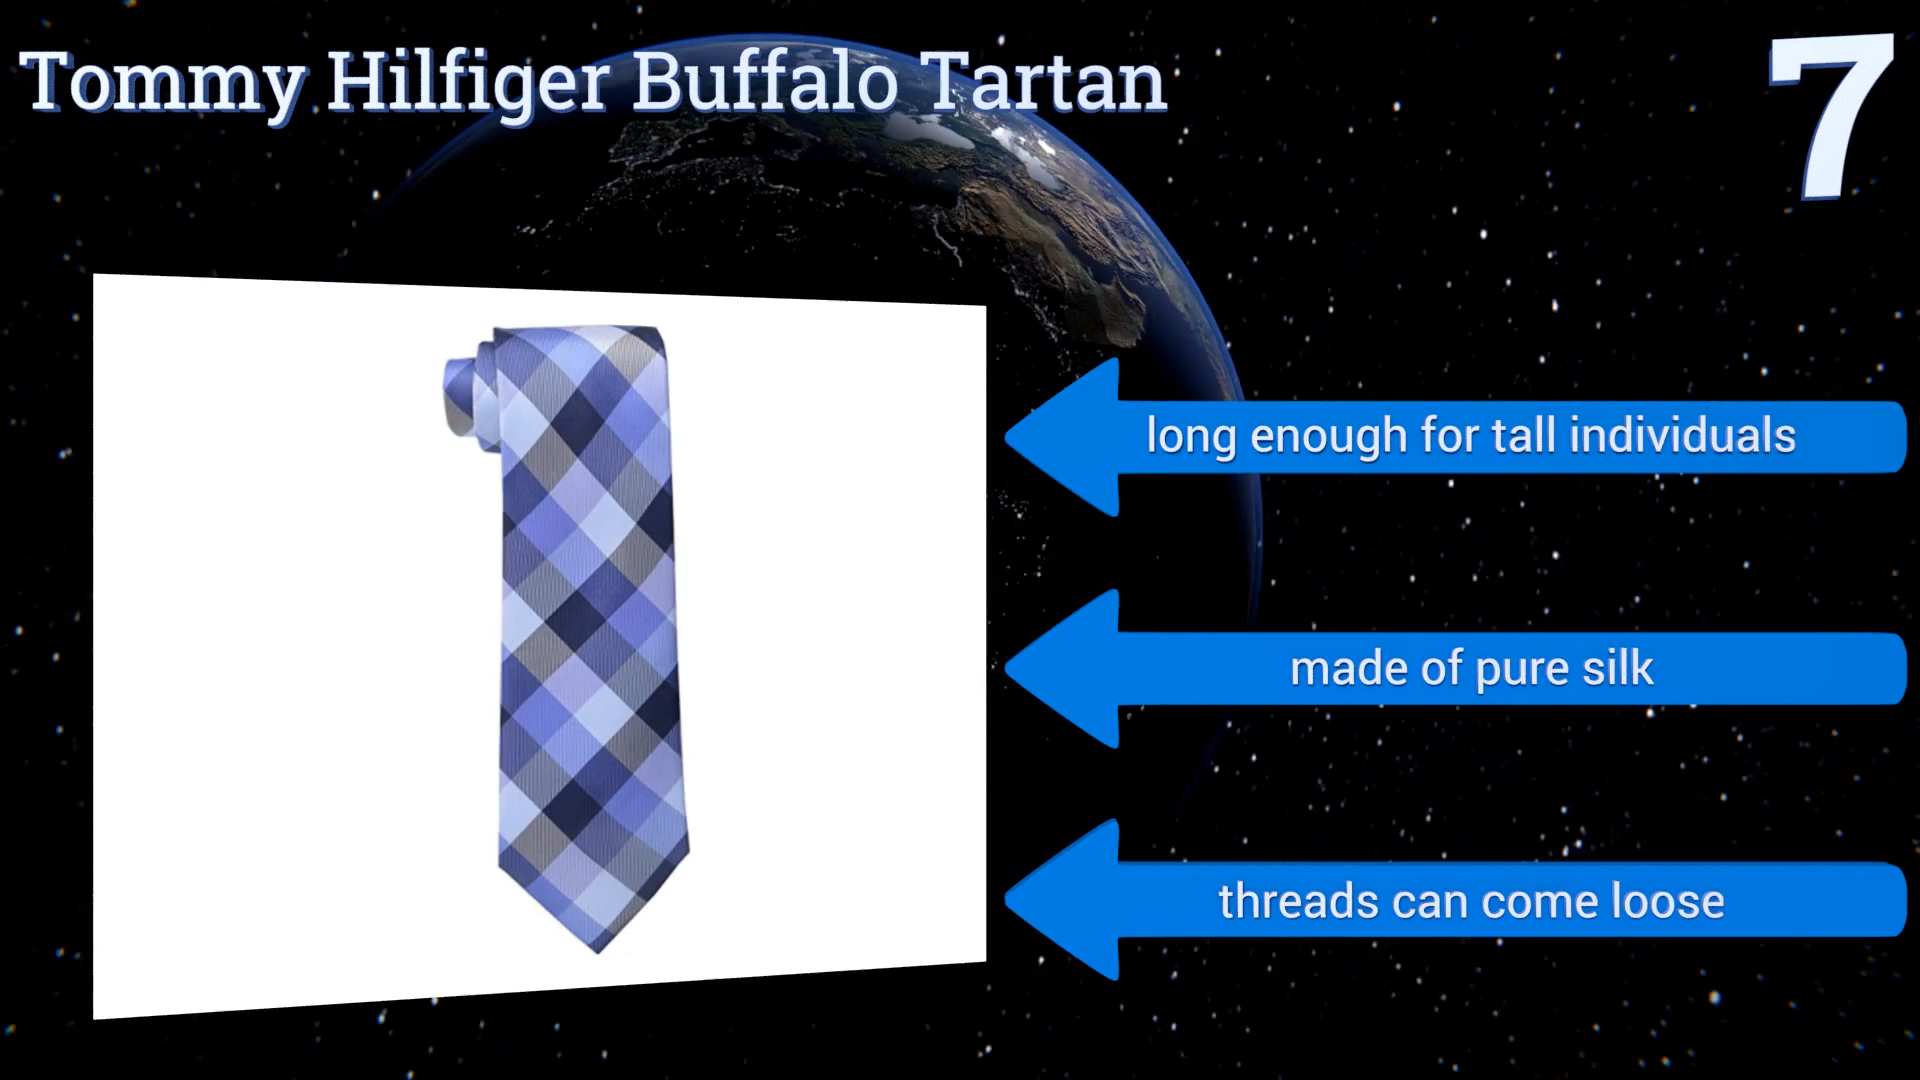 Tommy Hilfiger Buffalo Tartan
7
long enough for tall individuals
made of pure silk
threads can come loose